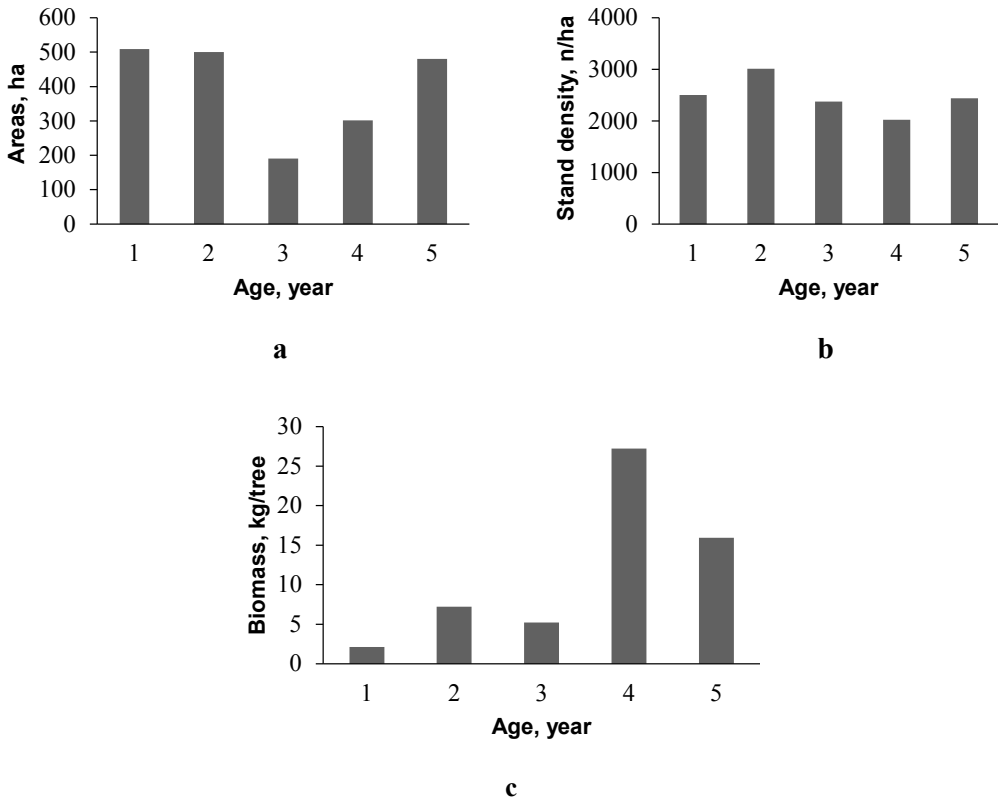 Areas, ha
600
500
400
300
200
100
0
1 2 3 4 5
Age, year
a
Stand density, n/ha
4000
3000
2000
1000
0
1 2 3 4 5
Age, year
b
Biomass, kg/tree
30
25
20
15
10
5
0
1 2 3 4 5
Age, year
c